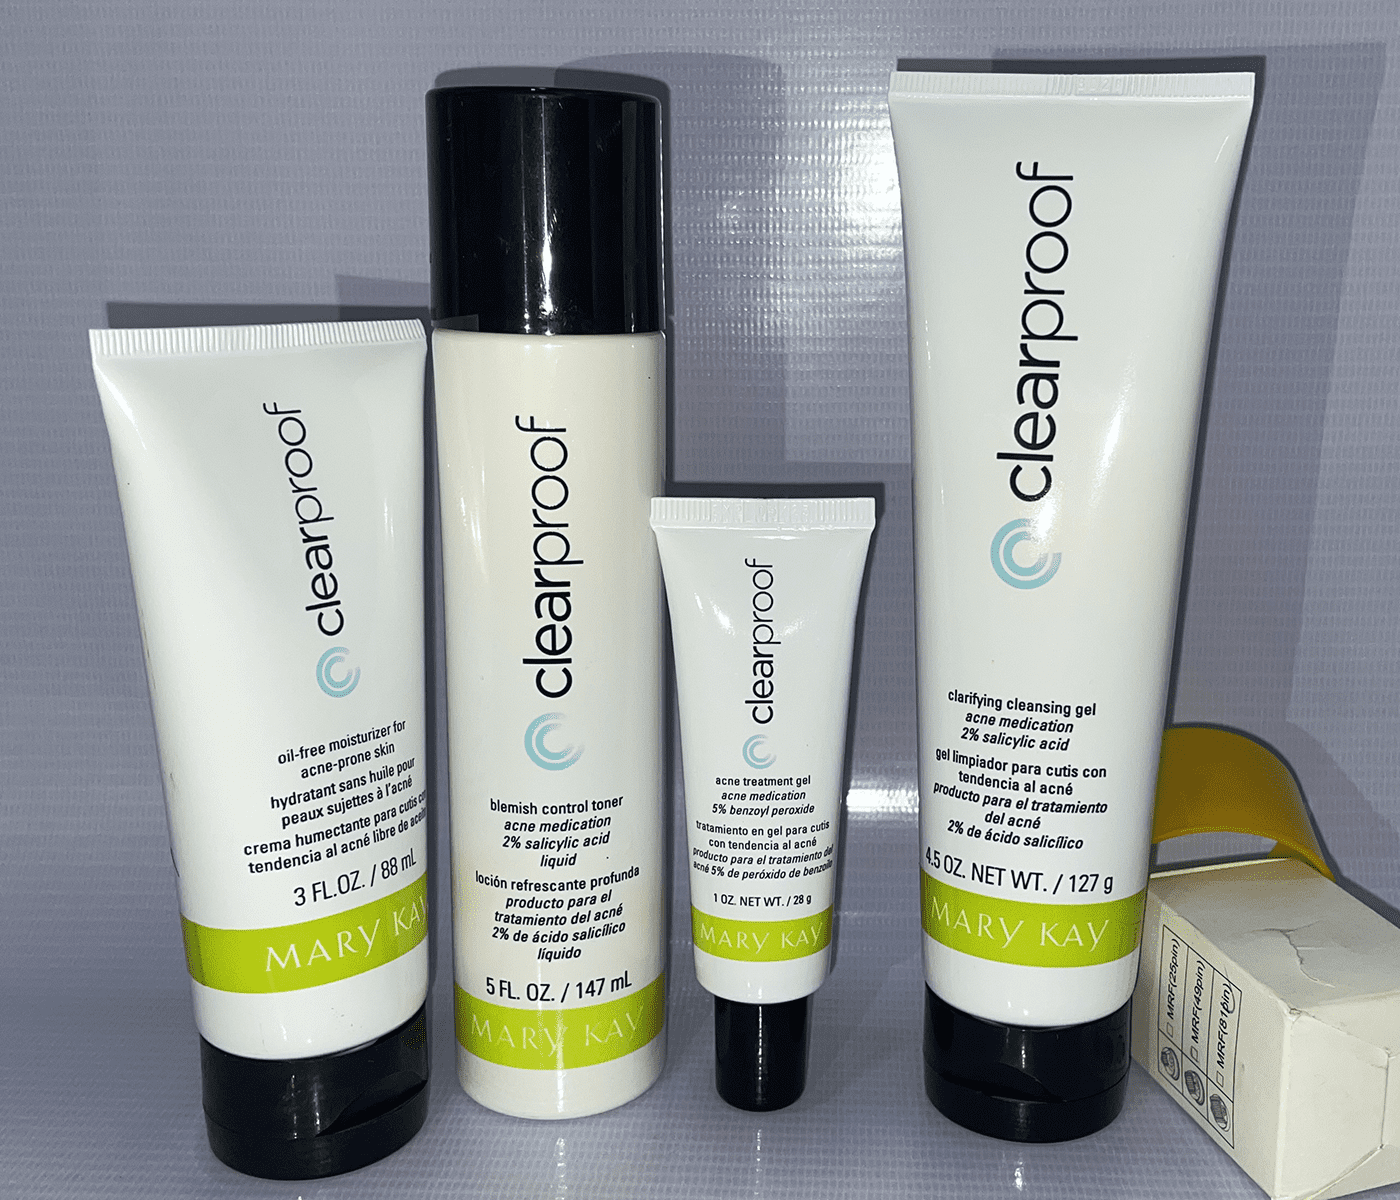 clearproof
oil-free moisturizer for
acne-prone skin
hydratant sans huile pour
peaux sujettes à l'acné
crema humectante para cutis con
tendencia al acné libre de aceite
3 FL.OZ. / 88 mL
MARY KAY
clearproof
blemish control toner
acne medication
2% salicylic acid
liquid
loción refrescante profunda
producto para el
tratamiento del acné
2% de ácido salicílico
líquido
5 FL. OZ. / 147 mL
MARY KAY
clearproof
acne treatment gel
acne medication
5% benzoyl peroxide
tratamiento en gel para cutis
con tendencia al acné
producto para el tratamiento del
acné 5% de peróxido de benzoilo
1 OZ. NET WT. / 28 g
MARY KAY
clearproof
clarifying cleansing gel
acne medication
2% salicylic acid
gel limpiador para cutis con
tendencia al acné
producto para el tratamiento
del acné
2% de ácido salicílico
4.5 OZ. NET WT. / 127 g
MARY KAY
MRF(25pin)
MRF(49pin)
MRF(81pin)